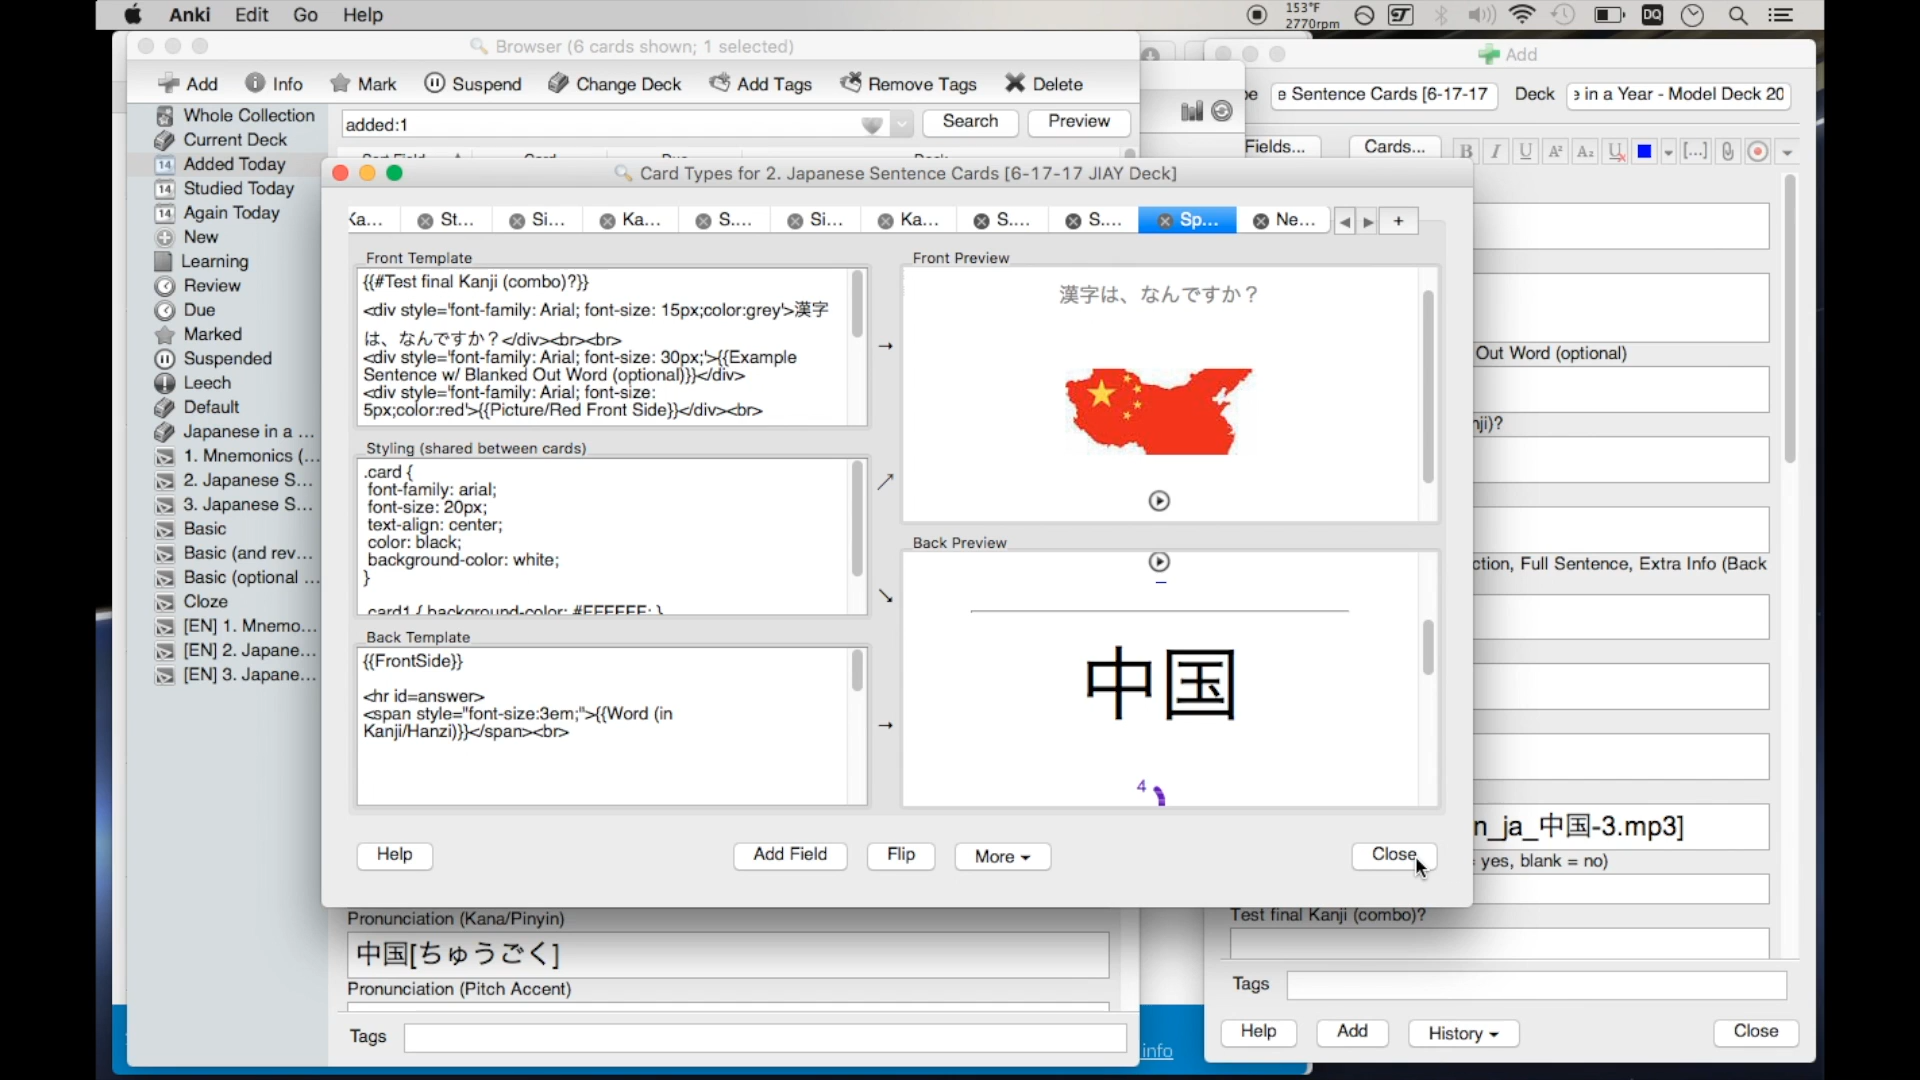 Anki Edit Go Help
153°F
2770rpm
DQ
Browser (6 cards shown; 1 selected)
Add Info Mark Suspend Change Deck Add Tags Remove Tags Delete
Whole Collection
Current Deck
Added Today
Studied Today
Again Today
New
Learning
Review
Due
Marked
Suspended
Leech
Default
Japanese in a ...
1. Mnemonics (...
2. Japanese S...
3. Japanese S...
Basic
Basic (and rev...
Basic (optional ...
Cloze
[EN] 1. Mnemo...
[EN] 2. Japane...
[EN] 3. Japane...
added:1
Search
Preview
Card Types for 2. Japanese Sentence Cards [6-17-17 JIAY Deck]
Ka... St... Si... Ka... S.... Si... Ka... S.... S.... Sp... Ne... +
Front Template
{{#Test final Kanji (combo)?}}
<div style='font-family: Arial; font-size: 15px;color:grey'>漢字
は、なんですか？</div><br><br>
<div style='font-family: Arial; font-size: 30px;'>{{Example
Sentence w/ Blanked Out Word (optional)}}</div>
<div style='font-family: Arial; font-size:
5px;color:red'>{{Picture/Red Front Side}}</div><br>
Styling (shared between cards)
.card {
font-family: arial;
font-size: 20px;
text-align: center;
color: black;
background-color: white;
}
.card1 { background-color: #FFFFFF; }
Back Template
{{FrontSide}}
<hr id=answer>
<span style="font-size:3em;">{{Word (in
Kanji/Hanzi)}}</span><br>
Front Preview
漢字は、なんですか？
Back Preview
中国
4
Help
Add Field
Flip
More
Close
Pronunciation (Kana/Pinyin)
中国[ちゅうごく]
Pronunciation (Pitch Accent)
Tags
info
Add
e Sentence Cards [6-17-17
Deck
in a Year - Model Deck 20
Fields...
Cards...
B I U A² A₂ U [...]
Out Word (optional)
nji)?
ction, Full Sentence, Extra Info (Back
n_ja_中国-3.mp3]
yes, blank = no)
Test final Kanji (combo)?
Tags
Help
Add
History
Close